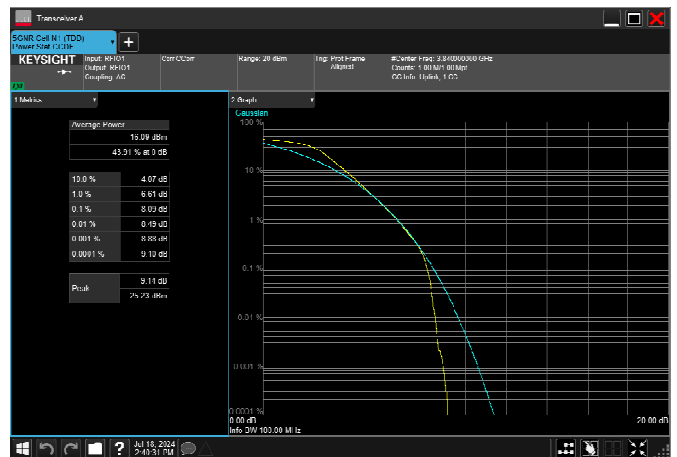 Transceiver A
5GNR Cell N1 (TDD)
Power Stat CCDF
+
KEYSIGHT
Input: RFIO1
Output: RFIO1
Coupling: AC
Corr CCorr
Range: 20 dBm
Trig: Prot Frame
Aligned
#Center Freq: 3.840000000 GHz
Counts: 1.00 M/1.00 Mpt
CC Info: Uplink, 1 CC
1 Metrics
2 Graph
Average Power
16.09 dBm
43.91 % at 0 dB
10.0 % 4.07 dB
1.0 % 6.61 dB
0.1 % 8.09 dB
0.01 % 8.49 dB
0.001 % 8.88 dB
0.0001 % 9.10 dB
Peak
9.14 dB
25.23 dBm
Gaussian
100 %
10 %
1 %
0.1 %
0.01 %
0.001 %
0.0001 %
0.00 dB
20.00 dB
Info BW 100.00 MHz
?
Jul 18, 2024
2:40:31 PM